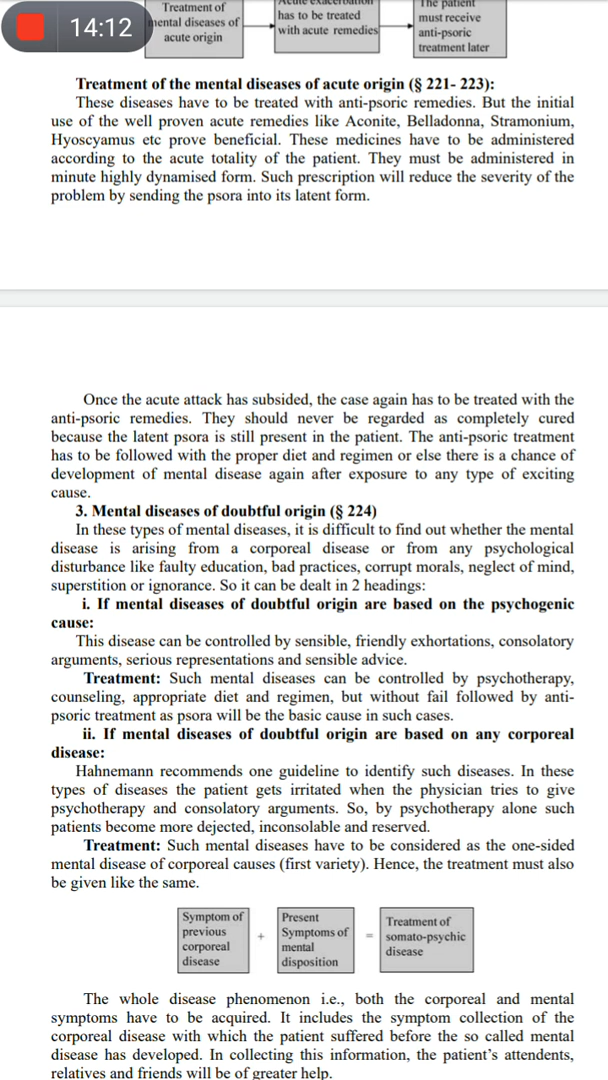 14:12
Treatment of
mental diseases of
acute origin
Acute exacerbation
has to be treated
with acute remedies
The patient
must receive
anti-psoric
treatment later
Treatment of the mental diseases of acute origin (§ 221- 223):
These diseases have to be treated with anti-psoric remedies. But the initial
use of the well proven acute remedies like Aconite, Belladonna, Stramonium,
Hyoscyamus etc prove beneficial. These medicines have to be administered
according to the acute totality of the patient. They must be administered in
minute highly dynamised form. Such prescription will reduce the severity of the
problem by sending the psora into its latent form.
Once the acute attack has subsided, the case again has to be treated with the
anti-psoric remedies. They should never be regarded as completely cured
because the latent psora is still present in the patient. The anti-psoric treatment
has to be followed with the proper diet and regimen or else there is a chance of
development of mental disease again after exposure to any type of exciting
cause.
3. Mental diseases of doubtful origin (§ 224)
In these types of mental diseases, it is difficult to find out whether the mental
disease is arising from a corporeal disease or from any psychological
disturbance like faulty education, bad practices, corrupt morals, neglect of mind,
superstition or ignorance. So it can be dealt in 2 headings:
i. If mental diseases of doubtful origin are based on the psychogenic
cause:
This disease can be controlled by sensible, friendly exhortations, consolatory
arguments, serious representations and sensible advice.
Treatment: Such mental diseases can be controlled by psychotherapy,
counseling, appropriate diet and regimen, but without fail followed by anti-
psoric treatment as psora will be the basic cause in such cases.
ii. If mental diseases of doubtful origin are based on any corporeal
disease:
Hahnemann recommends one guideline to identify such diseases. In these
types of diseases the patient gets irritated when the physician tries to give
psychotherapy and consolatory arguments. So, by psychotherapy alone such
patients become more dejected, inconsolable and reserved.
Treatment: Such mental diseases have to be considered as the one-sided
mental disease of corporeal causes (first variety). Hence, the treatment must also
be given like the same.
Symptom of
previous
corporeal
disease
+
Present
Symptoms of
mental
disposition
=
Treatment of
somato-psychic
disease
The whole disease phenomenon i.e., both the corporeal and mental
symptoms have to be acquired. It includes the symptom collection of the
corporeal disease with which the patient suffered before the so called mental
disease has developed. In collecting this information, the patient's attendents,
relatives and friends will be of greater help.